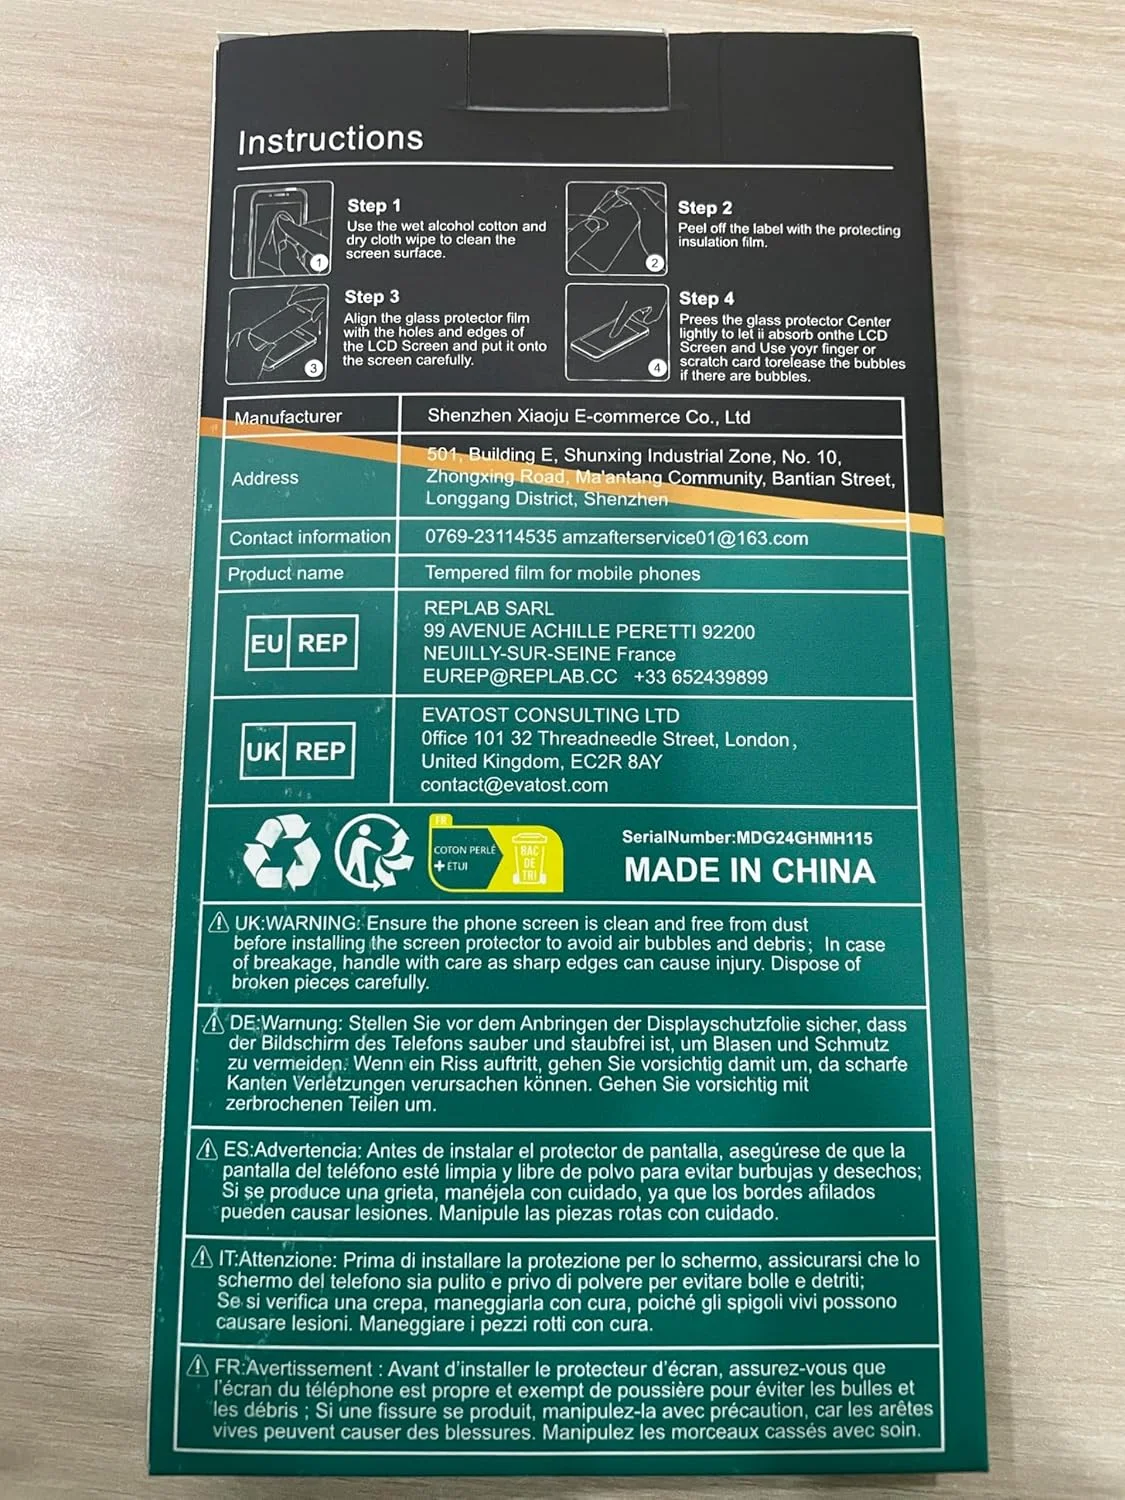 Instructions
Step 1
Use the wet alcohol cotton and
dry cloth wipe to clean the
screen surface.
1
Step 2
Peel off the label with the protecting
insulation film.
2
Step 3
Align the glass protector film
with the holes and edges of
the LCD Screen and put it onto
the screen carefully.
3
Step 4
Prees the glass protector Center
lightly to let ii absorb onthe LCD
Screen and Use yoyr finger or
scratch card torelease the bubbles
if there are bubbles.
4
Manufacturer
Shenzhen Xiaoju E-commerce Co., Ltd
Address
501, Building E, Shunxing Industrial Zone, No. 10,
Zhongxing Road, Ma'antang Community, Bantian Street,
Longgang District, Shenzhen
Contact information
0769-23114535 amzafterservice01@163.com
Product name
Tempered film for mobile phones
EU REP
REPLAB SARL
99 AVENUE ACHILLE PERETTI 92200
NEUILLY-SUR-SEINE France
EUREP@REPLAB.CC +33 652439899
UK REP
EVATOST CONSULTING LTD
Office 101 32 Threadneedle Street, London,
United Kingdom, EC2R 8AY
contact@evatost.com
FR
COTON PERLÉ
+ ÉTUI
BAC
DE
TRI
SerialNumber:MDG24GHMH115
MADE IN CHINA
UK:WARNING: Ensure the phone screen is clean and free from dust
before installing the screen protector to avoid air bubbles and debris; In case
of breakage, handle with care as sharp edges can cause injury. Dispose of
broken pieces carefully.
DE:Warnung: Stellen Sie vor dem Anbringen der Displayschutzfolie sicher, dass
der Bildschirm des Telefons sauber und staubfrei ist, um Blasen und Schmutz
zu vermeiden. Wenn ein Riss auftritt, gehen Sie vorsichtig damit um, da scharfe
Kanten Verletzungen verursachen können. Gehen Sie vorsichtig mit
zerbrochenen Teilen um.
ES:Advertencia: Antes de instalar el protector de pantalla, asegúrese de que la
pantalla del teléfono esté limpia y libre de polvo para evitar burbujas y desechos;
Si se produce una grieta, manéjela con cuidado, ya que los bordes afilados
pueden causar lesiones. Manipule las piezas rotas con cuidado.
IT:Attenzione: Prima di installare la protezione per lo schermo, assicurarsi che lo
schermo del telefono sia pulito e privo di polvere per evitare bolle e detriti;
Se si verifica una crepa, maneggiarla con cura, poiché gli spigoli vivi possono
causare lesioni. Maneggiare i pezzi rotti con cura.
FR:Avertissement : Avant d'installer le protecteur d'écran, assurez-vous que
l'écran du téléphone est propre et exempt de poussière pour éviter les bulles et
les débris ; Si une fissure se produit, manipulez-la avec précaution, car les arêtes
vives peuvent causer des blessures. Manipulez les morceaux cassés avec soin.